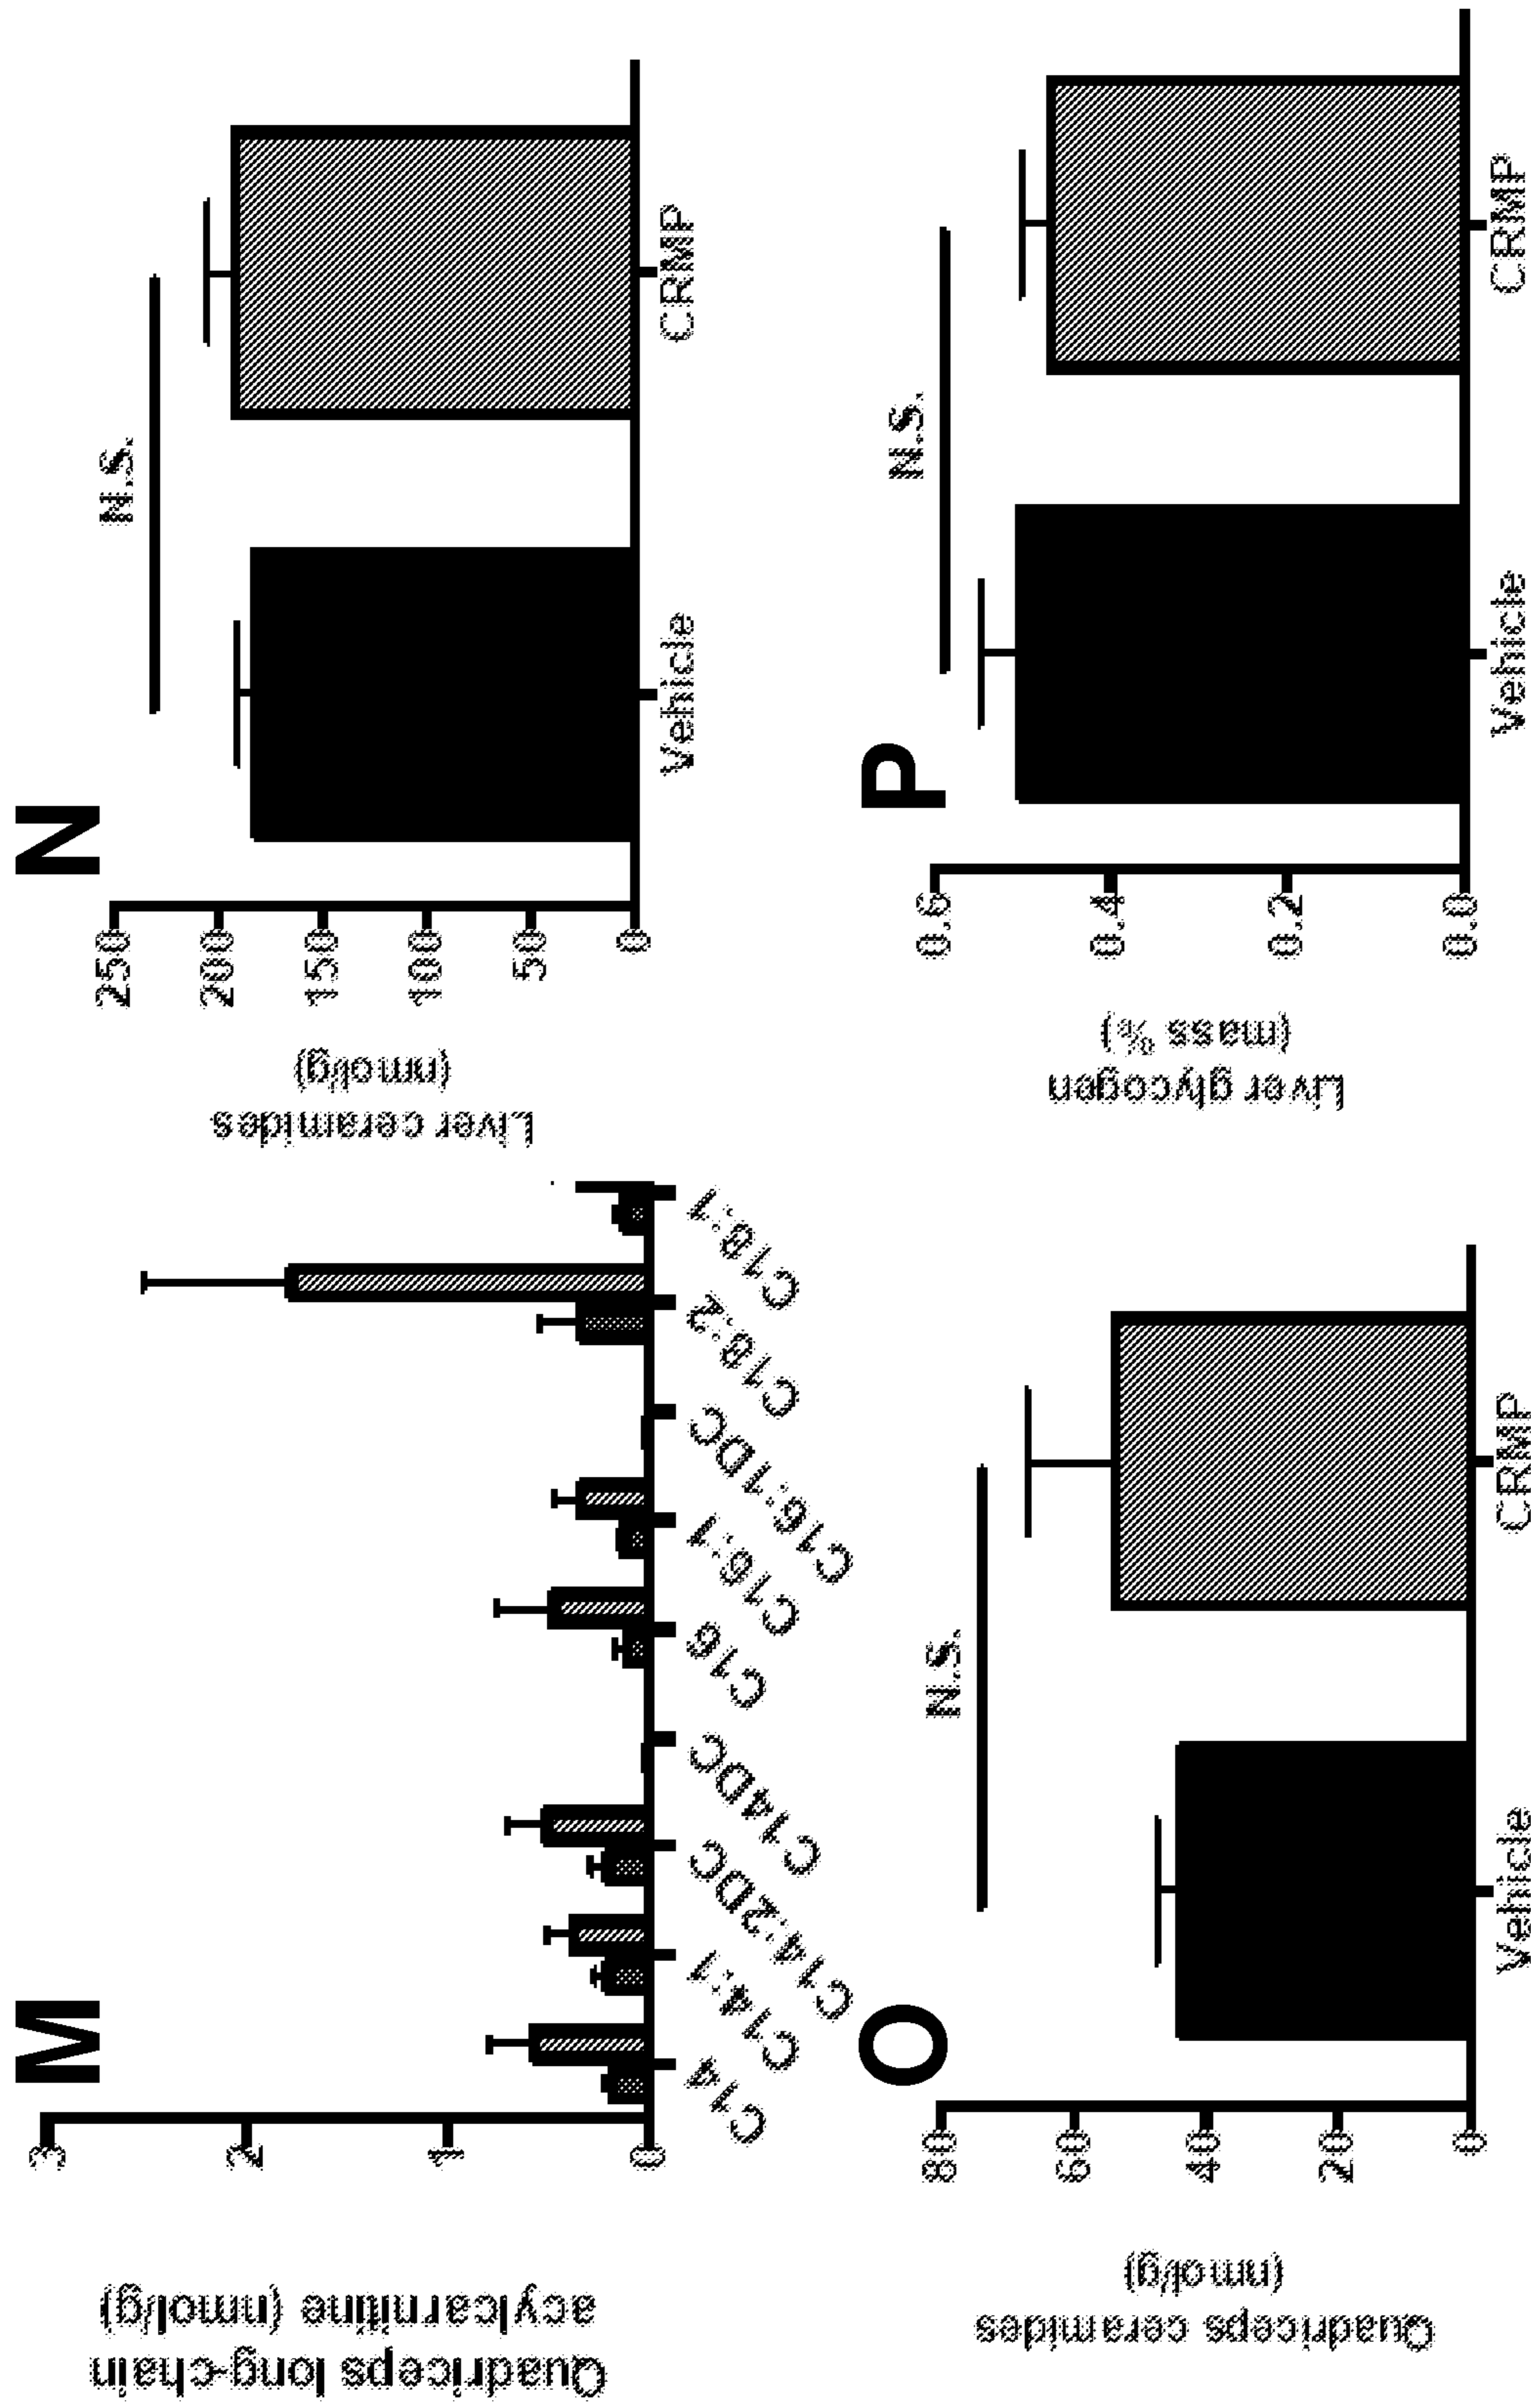 M
Quadriceps long-chain
acylcarnitine (nmol/g)
3
2
1
0
C14
C14:1
C14:2DC
C14DC
C16
C16:1
C16:1DC
C18:2
C18:1
N
Liver ceramides
(nmol/g)
250
200
150
100
50
0
N.S.
Vehicle
CRMP
O
Quadriceps ceramides
(nmol/g)
80
60
40
20
0
N.S.
Vehicle
CRMP
P
Liver glycogen
(mass %)
0.6
0.4
0.2
0.0
N.S.
Vehicle
CRMP